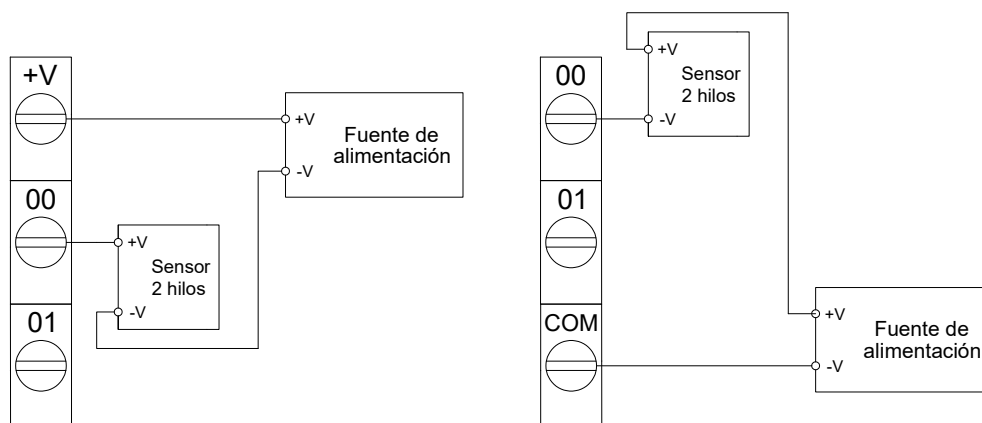 +V
+V
Fuente de
alimentación
-V
00
+V
Sensor
2 hilos
-V
01
00
+V
Sensor
2 hilos
-V
01
COM
+V
Fuente de
alimentación
-V